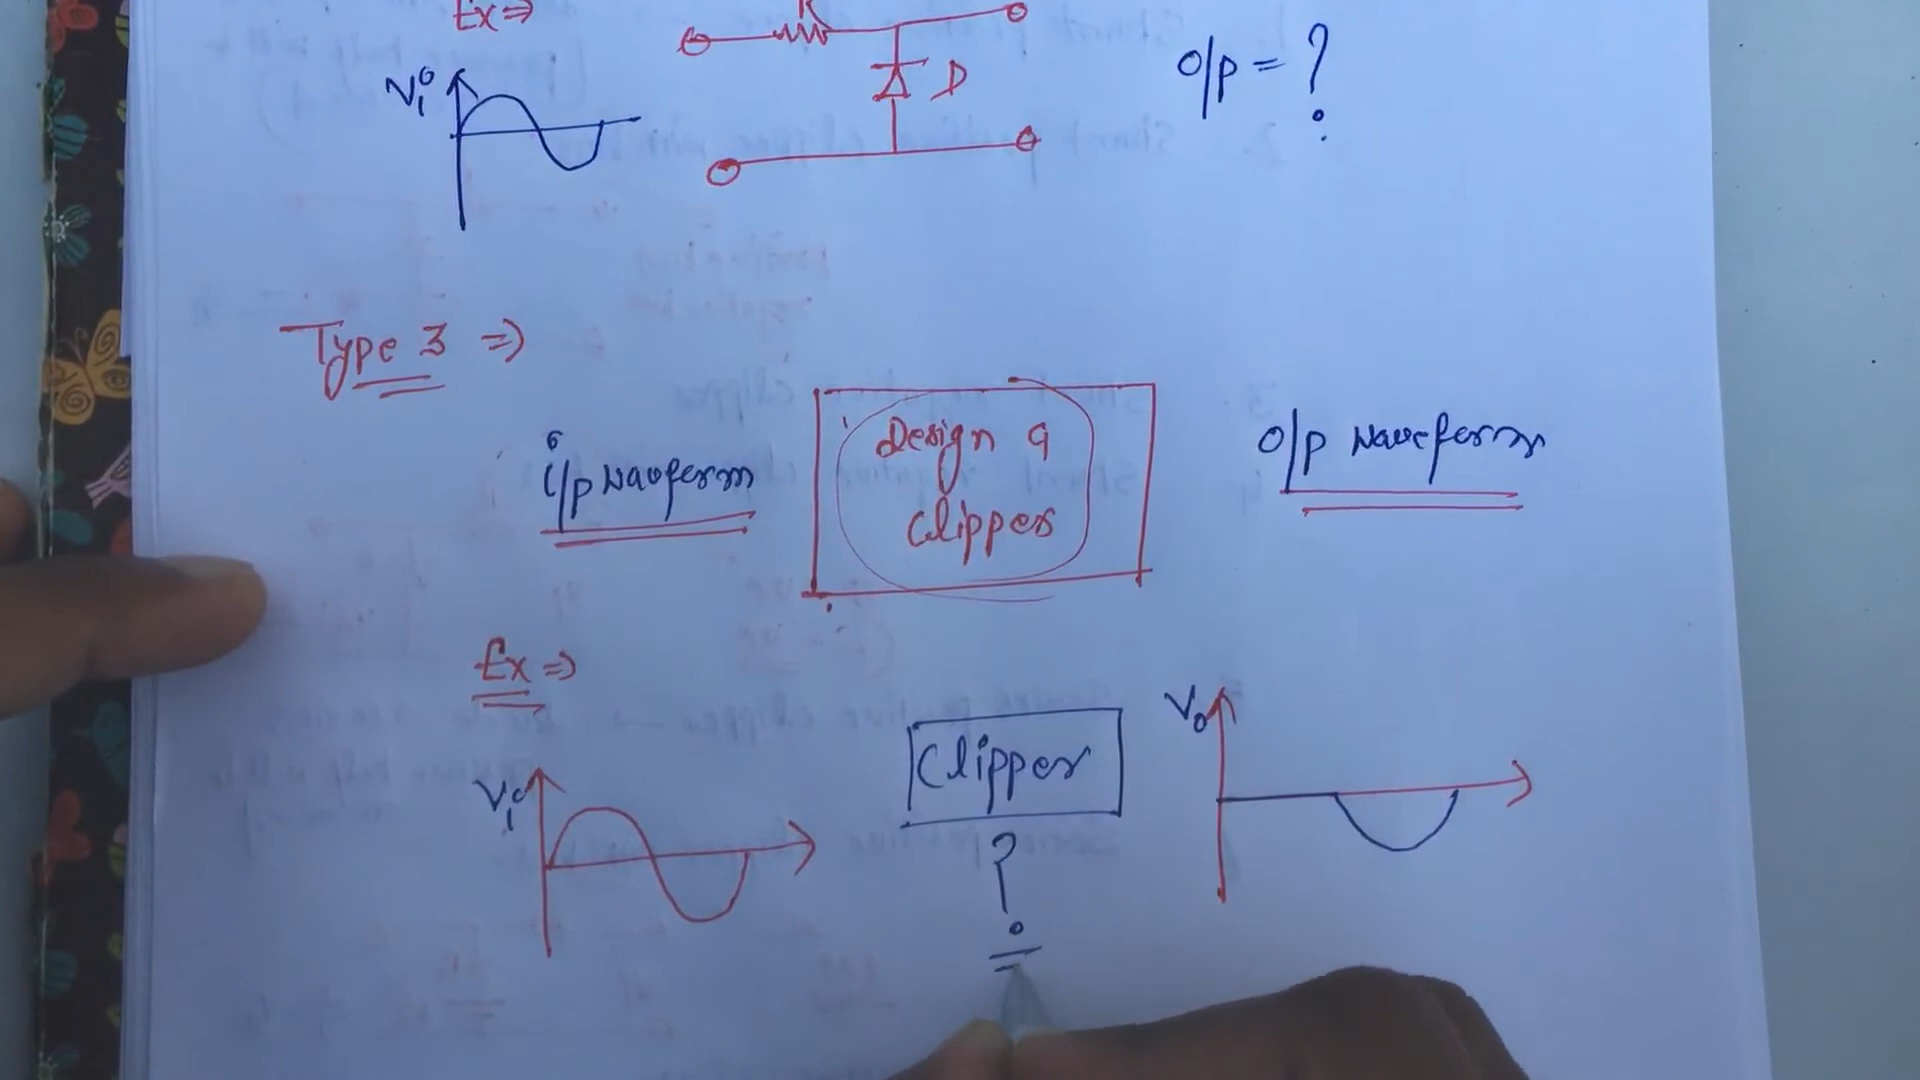 Ex ⇒
R
Vi
D
o/p = ?
Type 3 ⇒
i/p waveform
Design a
Clipper
o/p waveform
Ex ⇒
Vi
Clipper
?
Vo